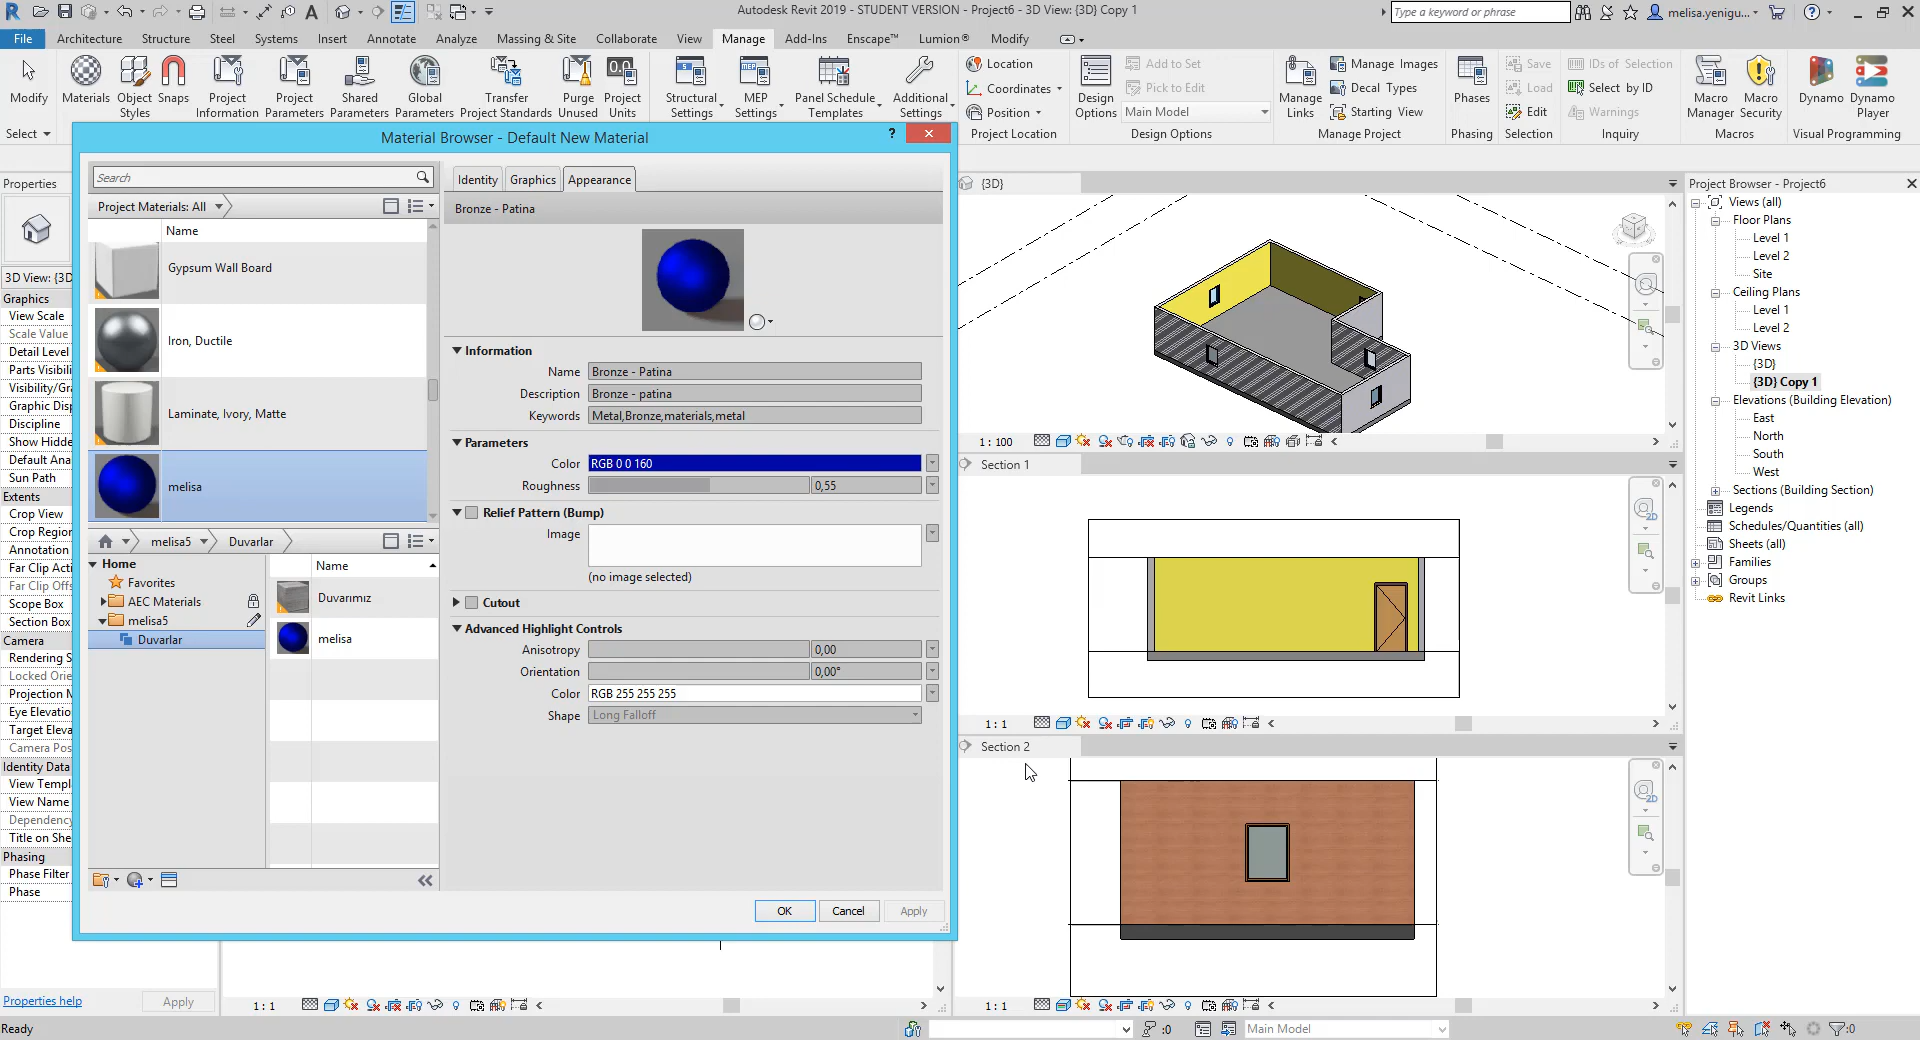 Autodesk Revit 2019 - STUDENT VERSION - Project6 - 3D View: {3D} Copy 1
Type a keyword or phrase
melisa.yenigu...
File Architecture Structure Steel Systems Insert Annotate Analyze Massing & Site Collaborate View Manage Add-Ins Enscape™ Lumion® Modify
Modify
Materials
Object Styles
Snaps
Project Information
Project Parameters
Shared Parameters
Global Parameters
Transfer Project Standards
Purge Unused
Project Units
Structural Settings
MEP Settings
Panel Schedule Templates
Additional Settings
Location
Coordinates
Position
Design Options
Add to Set
Pick to Edit
Main Model
Manage Links
Manage Images
Decal Types
Starting View
Phases
Save
Load
Edit
IDs of Selection
Select by ID
Warnings
Macro Manager
Macro Security
Dynamo
Dynamo Player
Select
Project Location
Design Options
Manage Project
Phasing
Selection
Inquiry
Macros
Visual Programming
Properties
3D View: {3D
Graphics
View Scale
Scale Value
Detail Level
Parts Visibili
Visibility/Gra
Graphic Disp
Discipline
Show Hidde
Default Ana
Sun Path
Extents
Crop View
Crop Region
Annotation
Far Clip Acti
Far Clip Offs
Scope Box
Section Box
Camera
Rendering S
Locked Orie
Projection M
Eye Elevatio
Target Eleva
Camera Pos
Identity Data
View Templ
View Name
Dependency
Title on She
Phasing
Phase Filter
Phase
Properties help
Apply
Ready
Material Browser - Default New Material
?
Search
Project Materials: All
Name
Gypsum Wall Board
Iron, Ductile
Laminate, Ivory, Matte
melisa
melisa5
Duvarlar
Home
Favorites
AEC Materials
melisa5
Duvarlar
Name
Duvarımız
melisa
Identity
Graphics
Appearance
Bronze - Patina
Information
Name Bronze - Patina
Description Bronze - patina
Keywords Metal,Bronze,materials,metal
Parameters
Color RGB 0 0 160
Roughness 0,55
Relief Pattern (Bump)
Image
(no image selected)
Cutout
Advanced Highlight Controls
Anisotropy 0,00
Orientation 0,00°
Color RGB 255 255 255
Shape Long Falloff
OK
Cancel
Apply
1 : 1
{3D}
1 : 100
Section 1
1 : 1
Section 2
1 : 1
:0
Main Model
:0
Project Browser - Project6
Views (all)
Floor Plans
Level 1
Level 2
Site
Ceiling Plans
Level 1
Level 2
3D Views
{3D}
{3D} Copy 1
Elevations (Building Elevation)
East
North
South
West
Sections (Building Section)
Legends
Schedules/Quantities (all)
Sheets (all)
Families
Groups
Revit Links